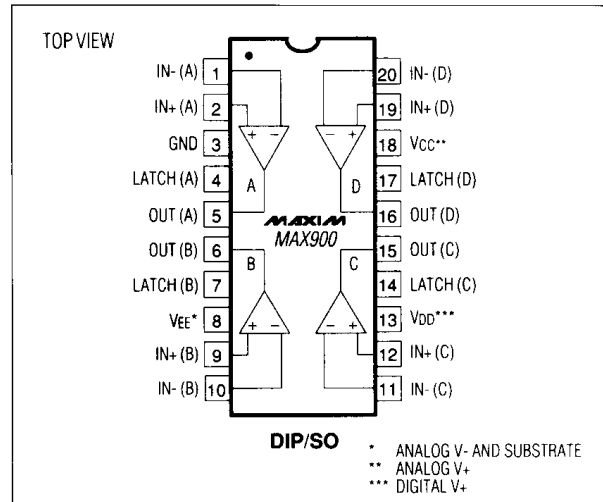 TOP VIEW
IN- (A) 1
IN+ (A) 2
GND 3
LATCH (A) 4
OUT (A) 5
OUT (B) 6
LATCH (B) 7
VEE* 8
IN+ (B) 9
IN- (B) 10
20 IN- (D)
19 IN+ (D)
18 VCC**
17 LATCH (D)
16 OUT (D)
15 OUT (C)
14 LATCH (C)
13 VDD***
12 IN+ (C)
11 IN- (C)
+ −
− +
A
D
MAXIM
MAX900
B
C
+ −
− +
DIP/SO
* ANALOG V- AND SUBSTRATE
** ANALOG V+
*** DIGITAL V+